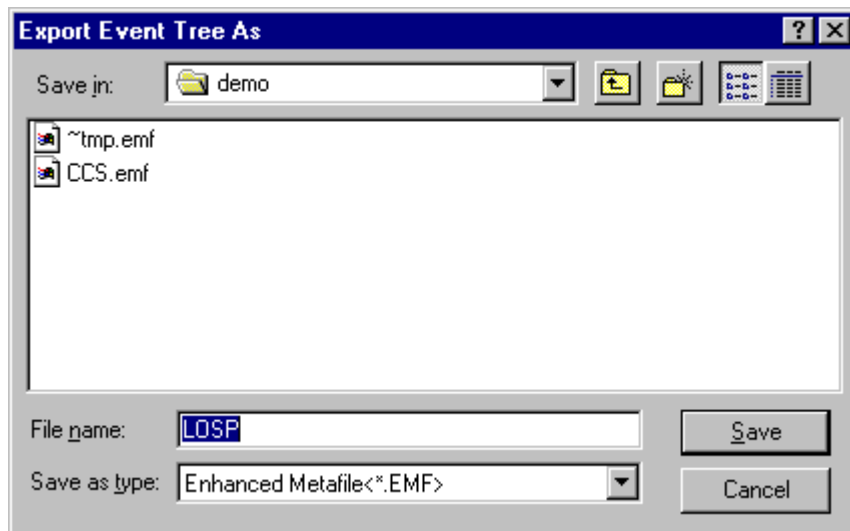 Export Event Tree As
Save in: demo
~tmp.emf
CCS.emf
File name: LOSP Save
Save as type: Enhanced Metafile<*.EMF> Cancel